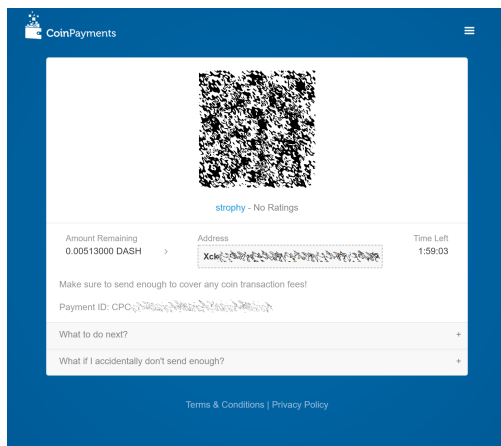 CoinPayments
strophy - No Ratings
Amount Remaining
0.00513000 DASH >
Address
Xck
Time Left
1:59:03
Make sure to send enough to cover any coin transaction fees!
Payment ID: CPC
What to do next? +
What if I accidentally don't send enough? +
Terms & Conditions | Privacy Policy